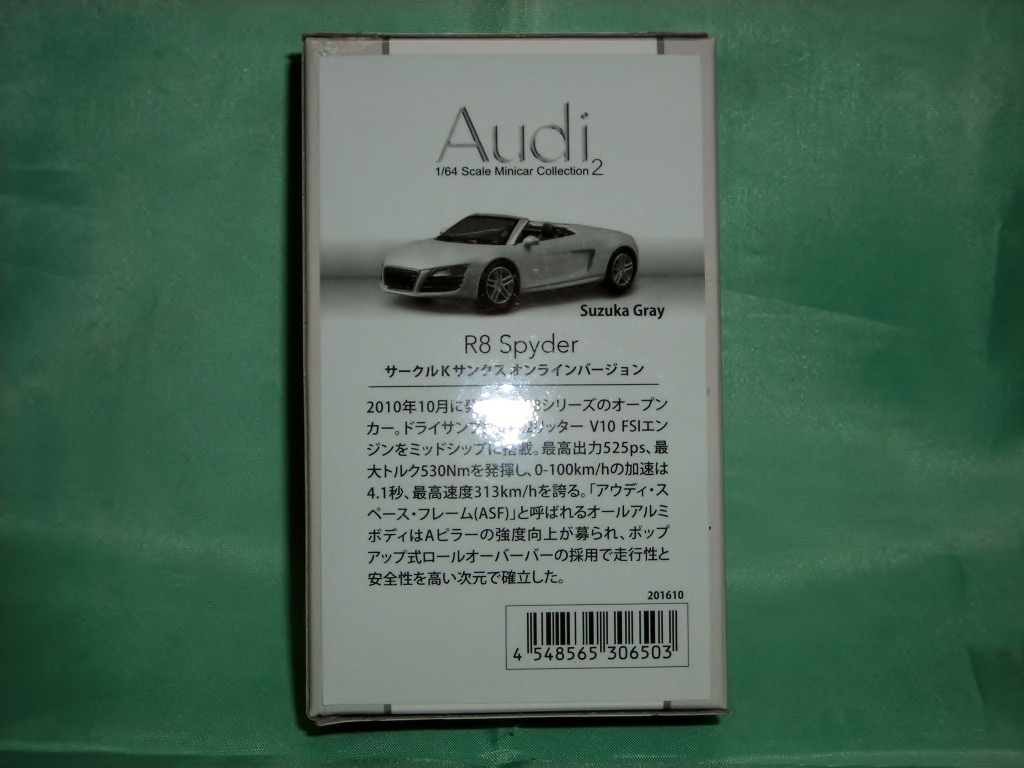 Audi
1/64 Scale Minicar Collection 2
Suzuka Gray
R8 Spyder
サークルKサンクス オンラインバージョン
2010年10月に発 シリーズのオープン
カー。ドライサンプ リッター V10 FSIエン
ジンをミッドシップに搭載。最高出力525ps、最
大トルク530Nmを発揮し、0-100km/hの加速は
4.1秒、最高速度313km/hを誇る。「アウディ・ス
ペース・フレーム(ASF)」と呼ばれるオールアルミ
ボディはAピラーの強度向上が募られ、ポップ
アップ式ロールオーバーバーの採用で走行性と
安全性を高い次元で確立した。
201610
4 548565 306503